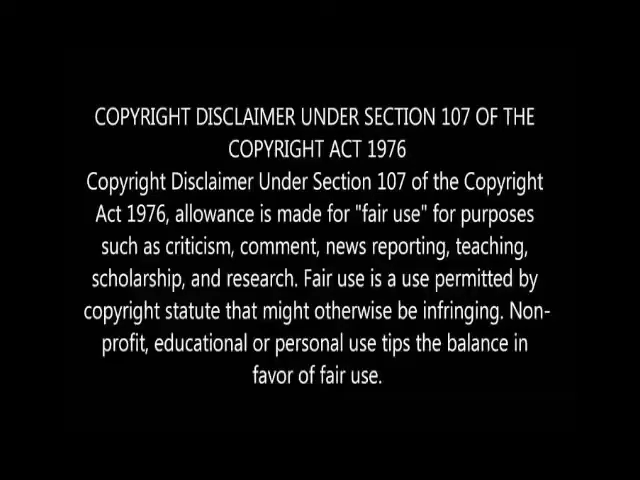 COPYRIGHT DISCLAIMER UNDER SECTION 107 OF THE
COPYRIGHT ACT 1976
Copyright Disclaimer Under Section 107 of the Copyright
Act 1976, allowance is made for "fair use" for purposes
such as criticism, comment, news reporting, teaching,
scholarship, and research. Fair use is a use permitted by
copyright statute that might otherwise be infringing. Non-
profit, educational or personal use tips the balance in
favor of fair use.